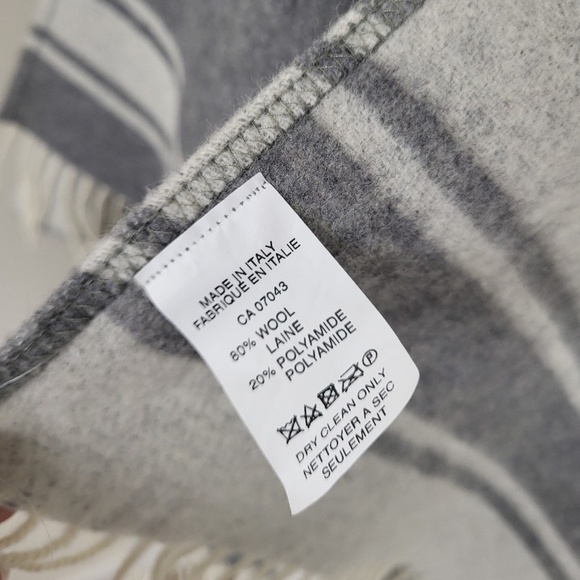 MADE IN ITALY
FABRIQUÉ EN ITALIE
CA 07043
80% WOOL
LAINE
20% POLYAMIDE
POLYAMIDE
P
DRY CLEAN ONLY
NETTOYER A SEC
SEULEMENT